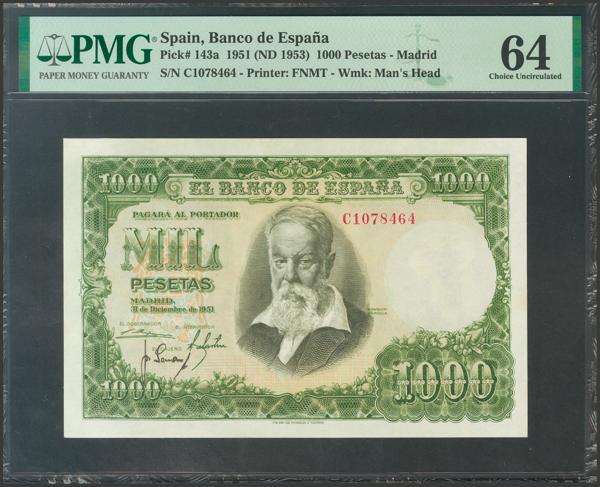 PMG®
PAPER MONEY GUARANTY
Spain, Banco de España
Pick# 143a 1951 (ND 1953) 1000 Pesetas - Madrid
S/N C1078464 - Printer: FNMT - Wmk: Man's Head
64
Choice Uncirculated
1000
1000
EL BANCO DE ESPAÑA
PAGARÁ AL PORTADOR
C1078464
MIL
PESETAS
MADRID,
31 de Diciembre de 1951
EL GOBERNADOR
EL INTERVENTOR
EL CAJERO
1000
1000